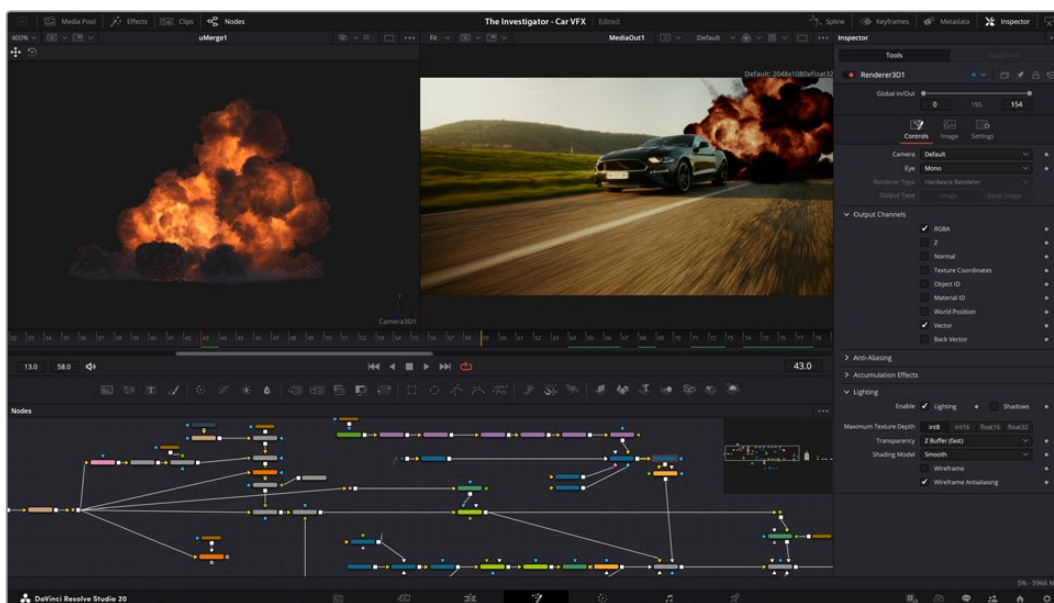 Media Pool
Effects
Clips
Nodes
The Investigator - Car VFX
Edited
Spline
Keyframes
Metadata
Inspector
400%
uMerge1
Fit
MediaOut1
Default
Inspector
Tools
Default: 2048x1080xfloat32
Renderer3D1
Global In/Out
0 155 154
Controls Image Settings
Camera Default
Eye Mono
Renderer Type Hardware Renderer
Output Type Image Deep Image
Output Channels
RGBA
Z
Normal
Texture Coordinates
Object ID
Material ID
World Position
Vector
Back Vector
Camera3D1
13.0 58.0
43.0
Anti-Aliasing
Accumulation Effects
Lighting
Enable Lighting Shadows
Maximum Texture Depth int8 int16 float16 float32
Transparency Z Buffer (fast)
Shading Model Smooth
Wireframe
Wireframe Antialiasing
Nodes
5% - 5966 M
DaVinci Resolve Studio 20